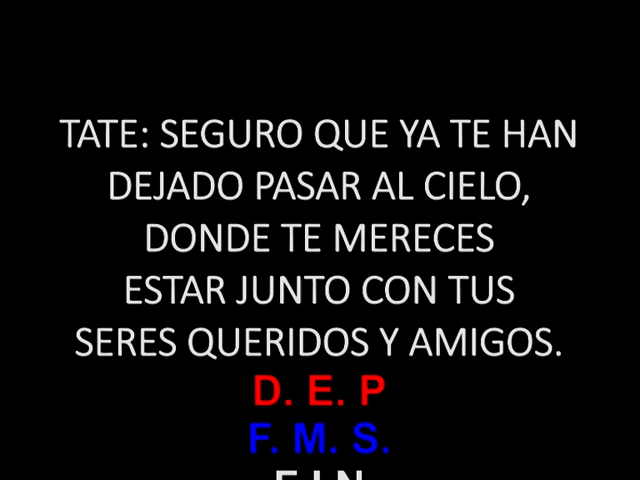 TATE: SEGURO QUE YA TE HAN
DEJADO PASAR AL CIELO,
DONDE TE MERECES
ESTAR JUNTO CON TUS
SERES QUERIDOS Y AMIGOS.
D. E. P
F. M. S.
F I N